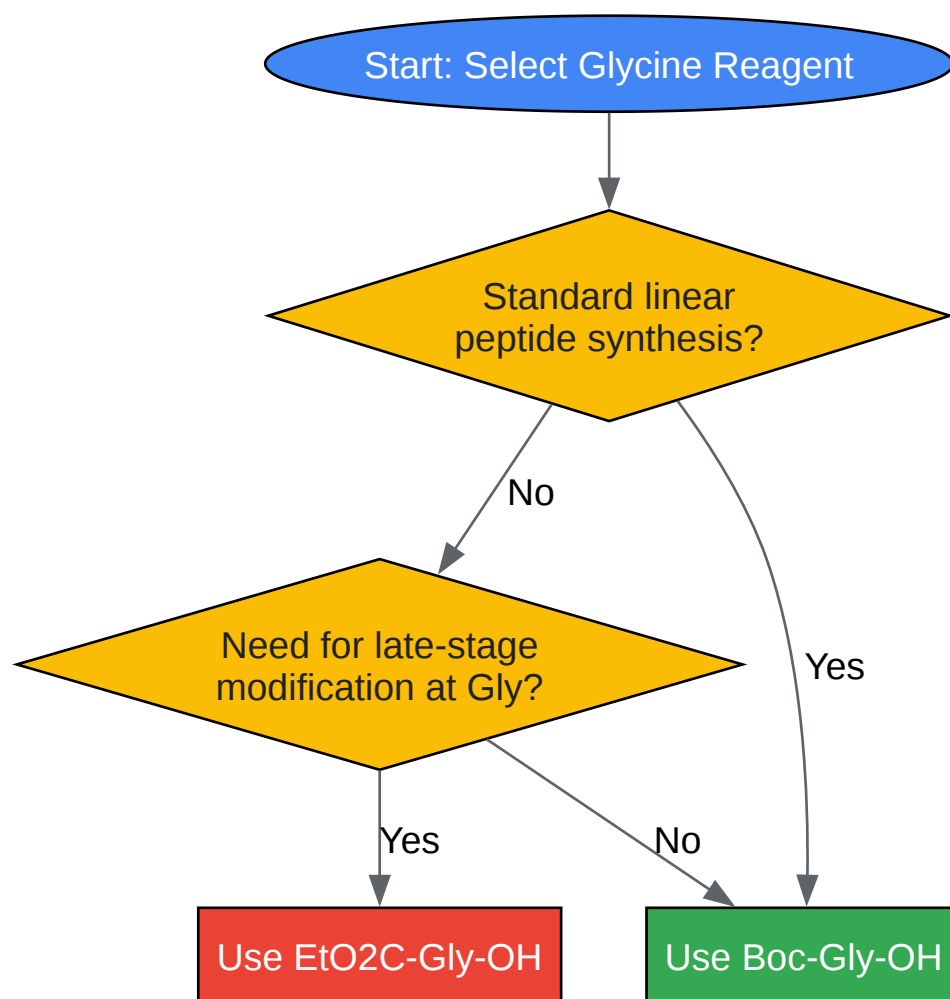 Start: Select Glycine Reagent
Standard linear
peptide synthesis?
No
Need for late-stage
modification at Gly?
Yes
Yes
No
Use EtO2C-Gly-OH
Use Boc-Gly-OH